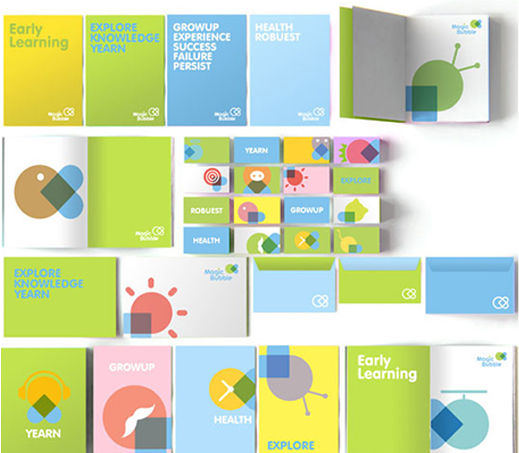 Early
Learning
EXPLORE
KNOWLEDGE
YEARN
GROWUP
EXPERIENCE
SUCCESS
FAILURE
PERSIST
HEALTH
ROBUEST
Magic
Bubble
Magic
Bubble
Magic
Bubble
Magic
Bubble
Magic
Bubble
Magic
Bubble
YEARN
EXPLORE
ROBUEST
GROWUP
HEALTH
EXPLORE
KNOWLEDGE
YEARN
Magic
Bubble
YEARN
GROWUP
HEALTH
EXPLORE
Early
Learning
Magic
Bubble